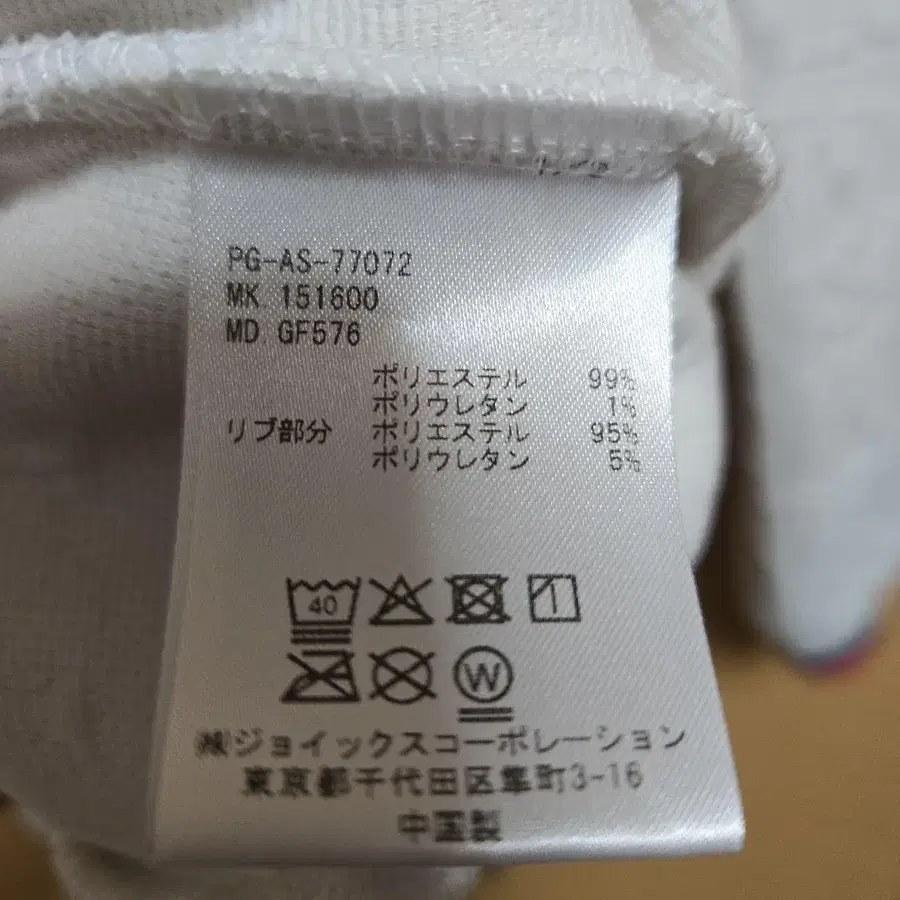 PG-AS-77072
MK 151600
MD GF576
ポリエステル 99%
ポリウレタン 1%
リブ部分 ポリエステル 95%
ポリウレタン 5%
40
W
㈱ジョイックスコーポレーション
東京都千代田区隼町3-16
中国製